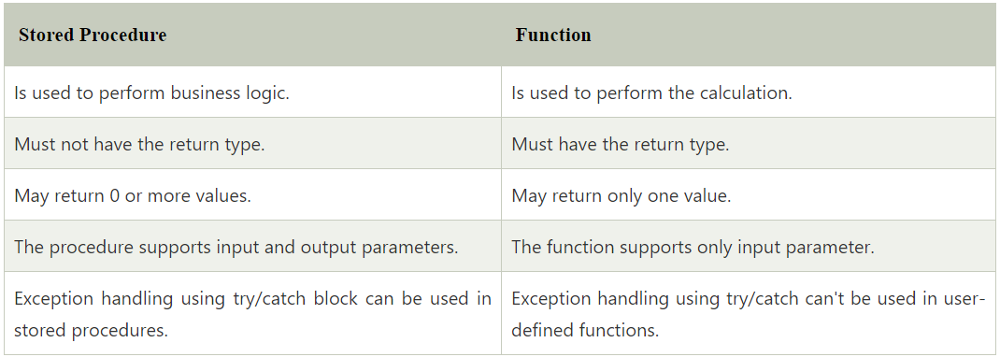 Stored Procedure
Function
Is used to perform business logic.
Is used to perform the calculation.
Must not have the return type.
Must have the return type.
May return 0 or more values.
May return only one value.
The procedure supports input and output parameters.
The function supports only input parameter.
Exception handling using try/catch block can be used in
stored procedures.
Exception handling using try/catch can't be used in user-
defined functions.